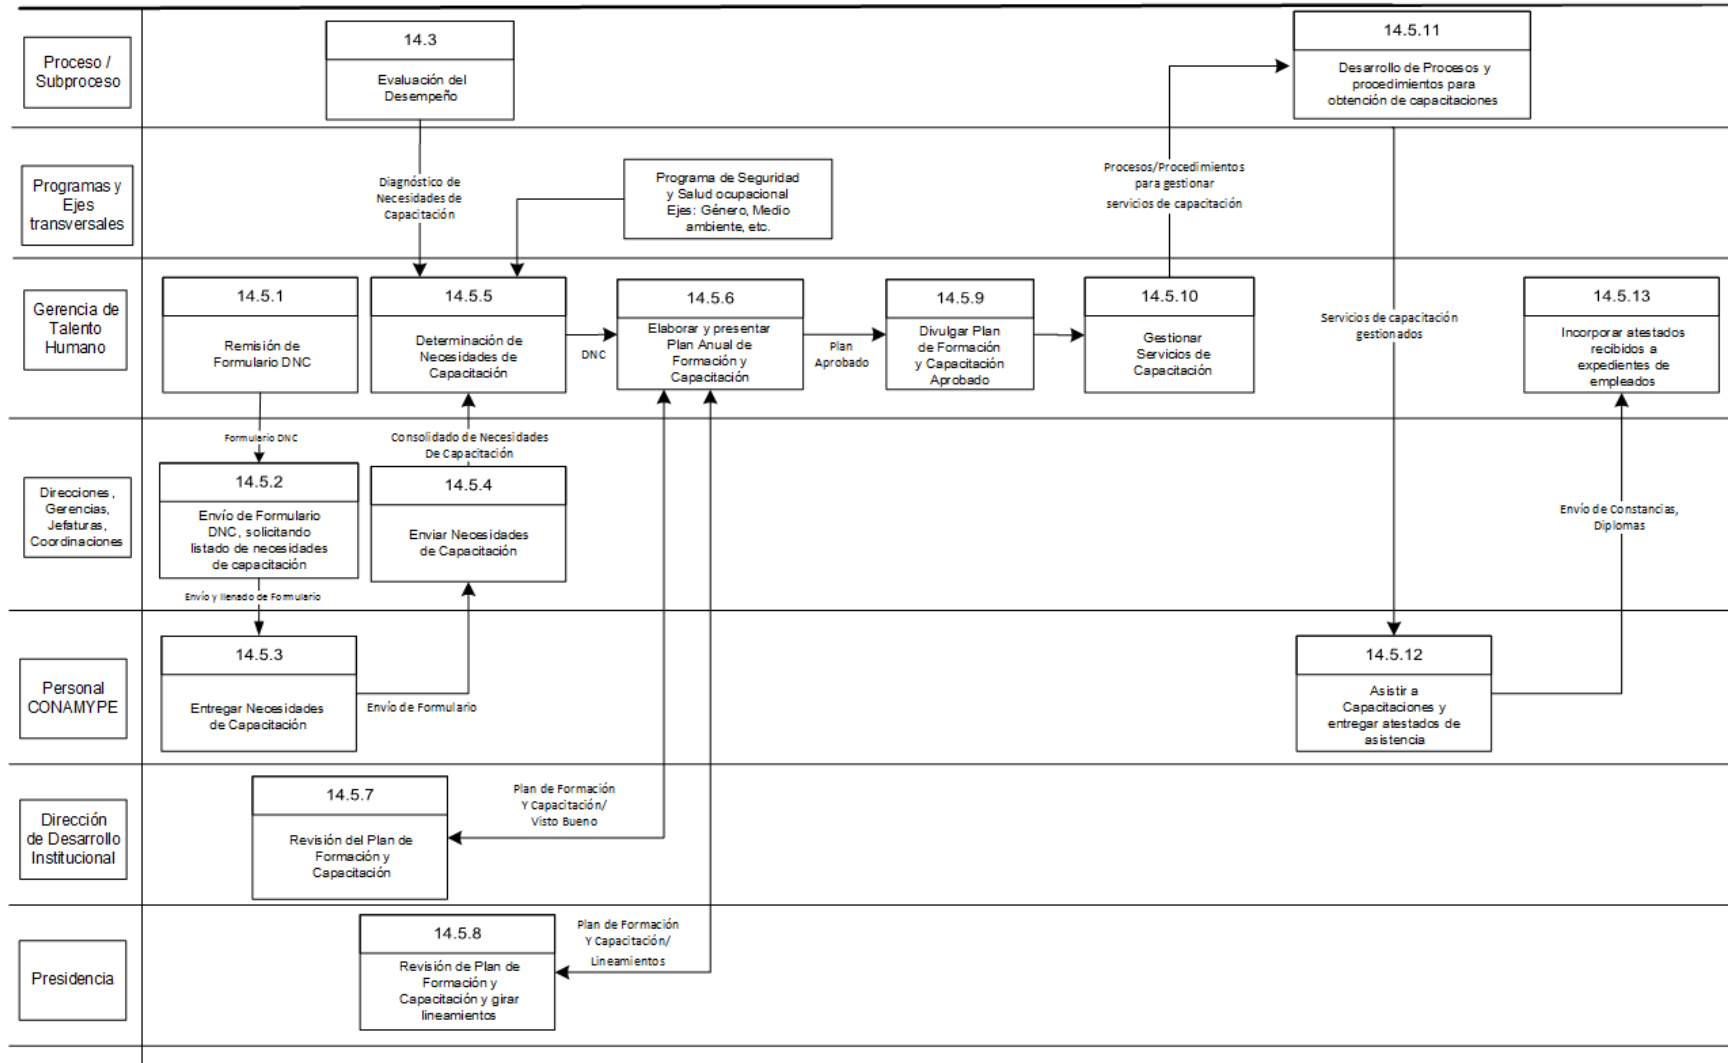 Proceso /
Subproceso
14.3
Evaluación del
Desempeño
14.5.11
Desarrollo de Procesos y
procedimientos para
obtención de capacitaciones
Programas y
Ejes
transversales
Diagnóstico de
Necesidades de
Capacitación
Programa de Seguridad
y Salud ocupacional
Ejes: Género, Medio
ambiente, etc.
Procesos/Procedimientos
para gestionar
servicios de capacitación
Gerencia de
Talento
Humano
14.5.1
Remisión de
Formulario DNC
14.5.5
Determinación de
Necesidades de
Capacitación
DNC
14.5.6
Elaborar y presentar
Plan Anual de
Formación y
Capacitación
Plan
Aprobado
14.5.9
Divulgar Plan
de Formación
y Capacitación
Aprobado
14.5.10
Gestionar
Servicios de
Capacitación
Servicios de capacitación
gestionados
14.5.13
Incorporar atestados
recibidos a
expedientes de
empleados
Direcciones,
Gerencias,
Jefaturas,
Coordinaciones
Formulario DNC
14.5.2
Envío de Formulario
DNC, solicitando
listado de necesidades
de capacitación
Envío y llenado de Formulario
Consolidado de Necesidades
De Capacitación
14.5.4
Enviar Necesidades
de Capacitación
Envío de Constancias,
Diplomas
Personal
CONAMYPE
14.5.3
Entregar Necesidades
de Capacitación
Envío de Formulario
14.5.12
Asistir a
Capacitaciones y
entregar atestados de
asistencia
Dirección
de Desarrollo
Institucional
14.5.7
Revisión del Plan de
Formación y
Capacitación
Plan de Formación
Y Capacitación/
Visto Bueno
Presidencia
14.5.8
Revisión de Plan de
Formación y
Capacitación y girar
lineamientos
Plan de Formación
Y Capacitación/
Lineamientos